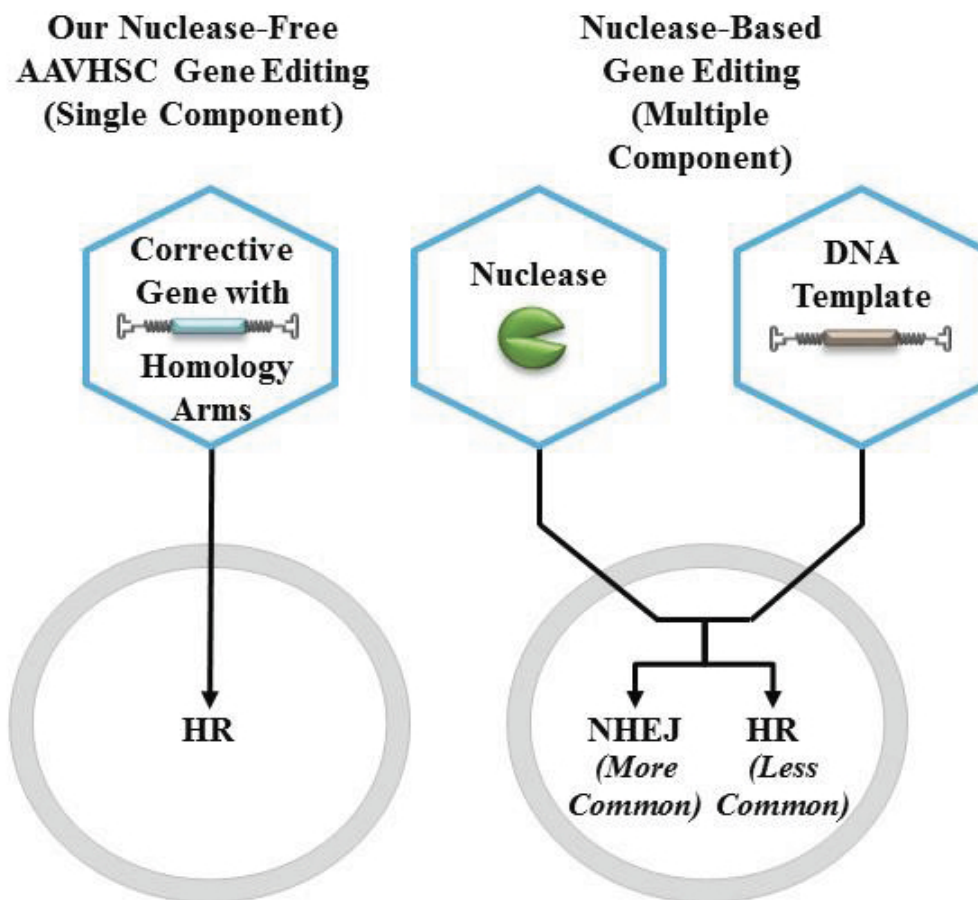 Our Nuclease-Free
AAVHSC Gene Editing
(Single Component)
Nuclease-Based
Gene Editing
(Multiple
Component)
Corrective
Gene with
Homology
Arms
Nuclease
DNA
Template
HR
NHEJ
(More
Common)
HR
(Less
Common)